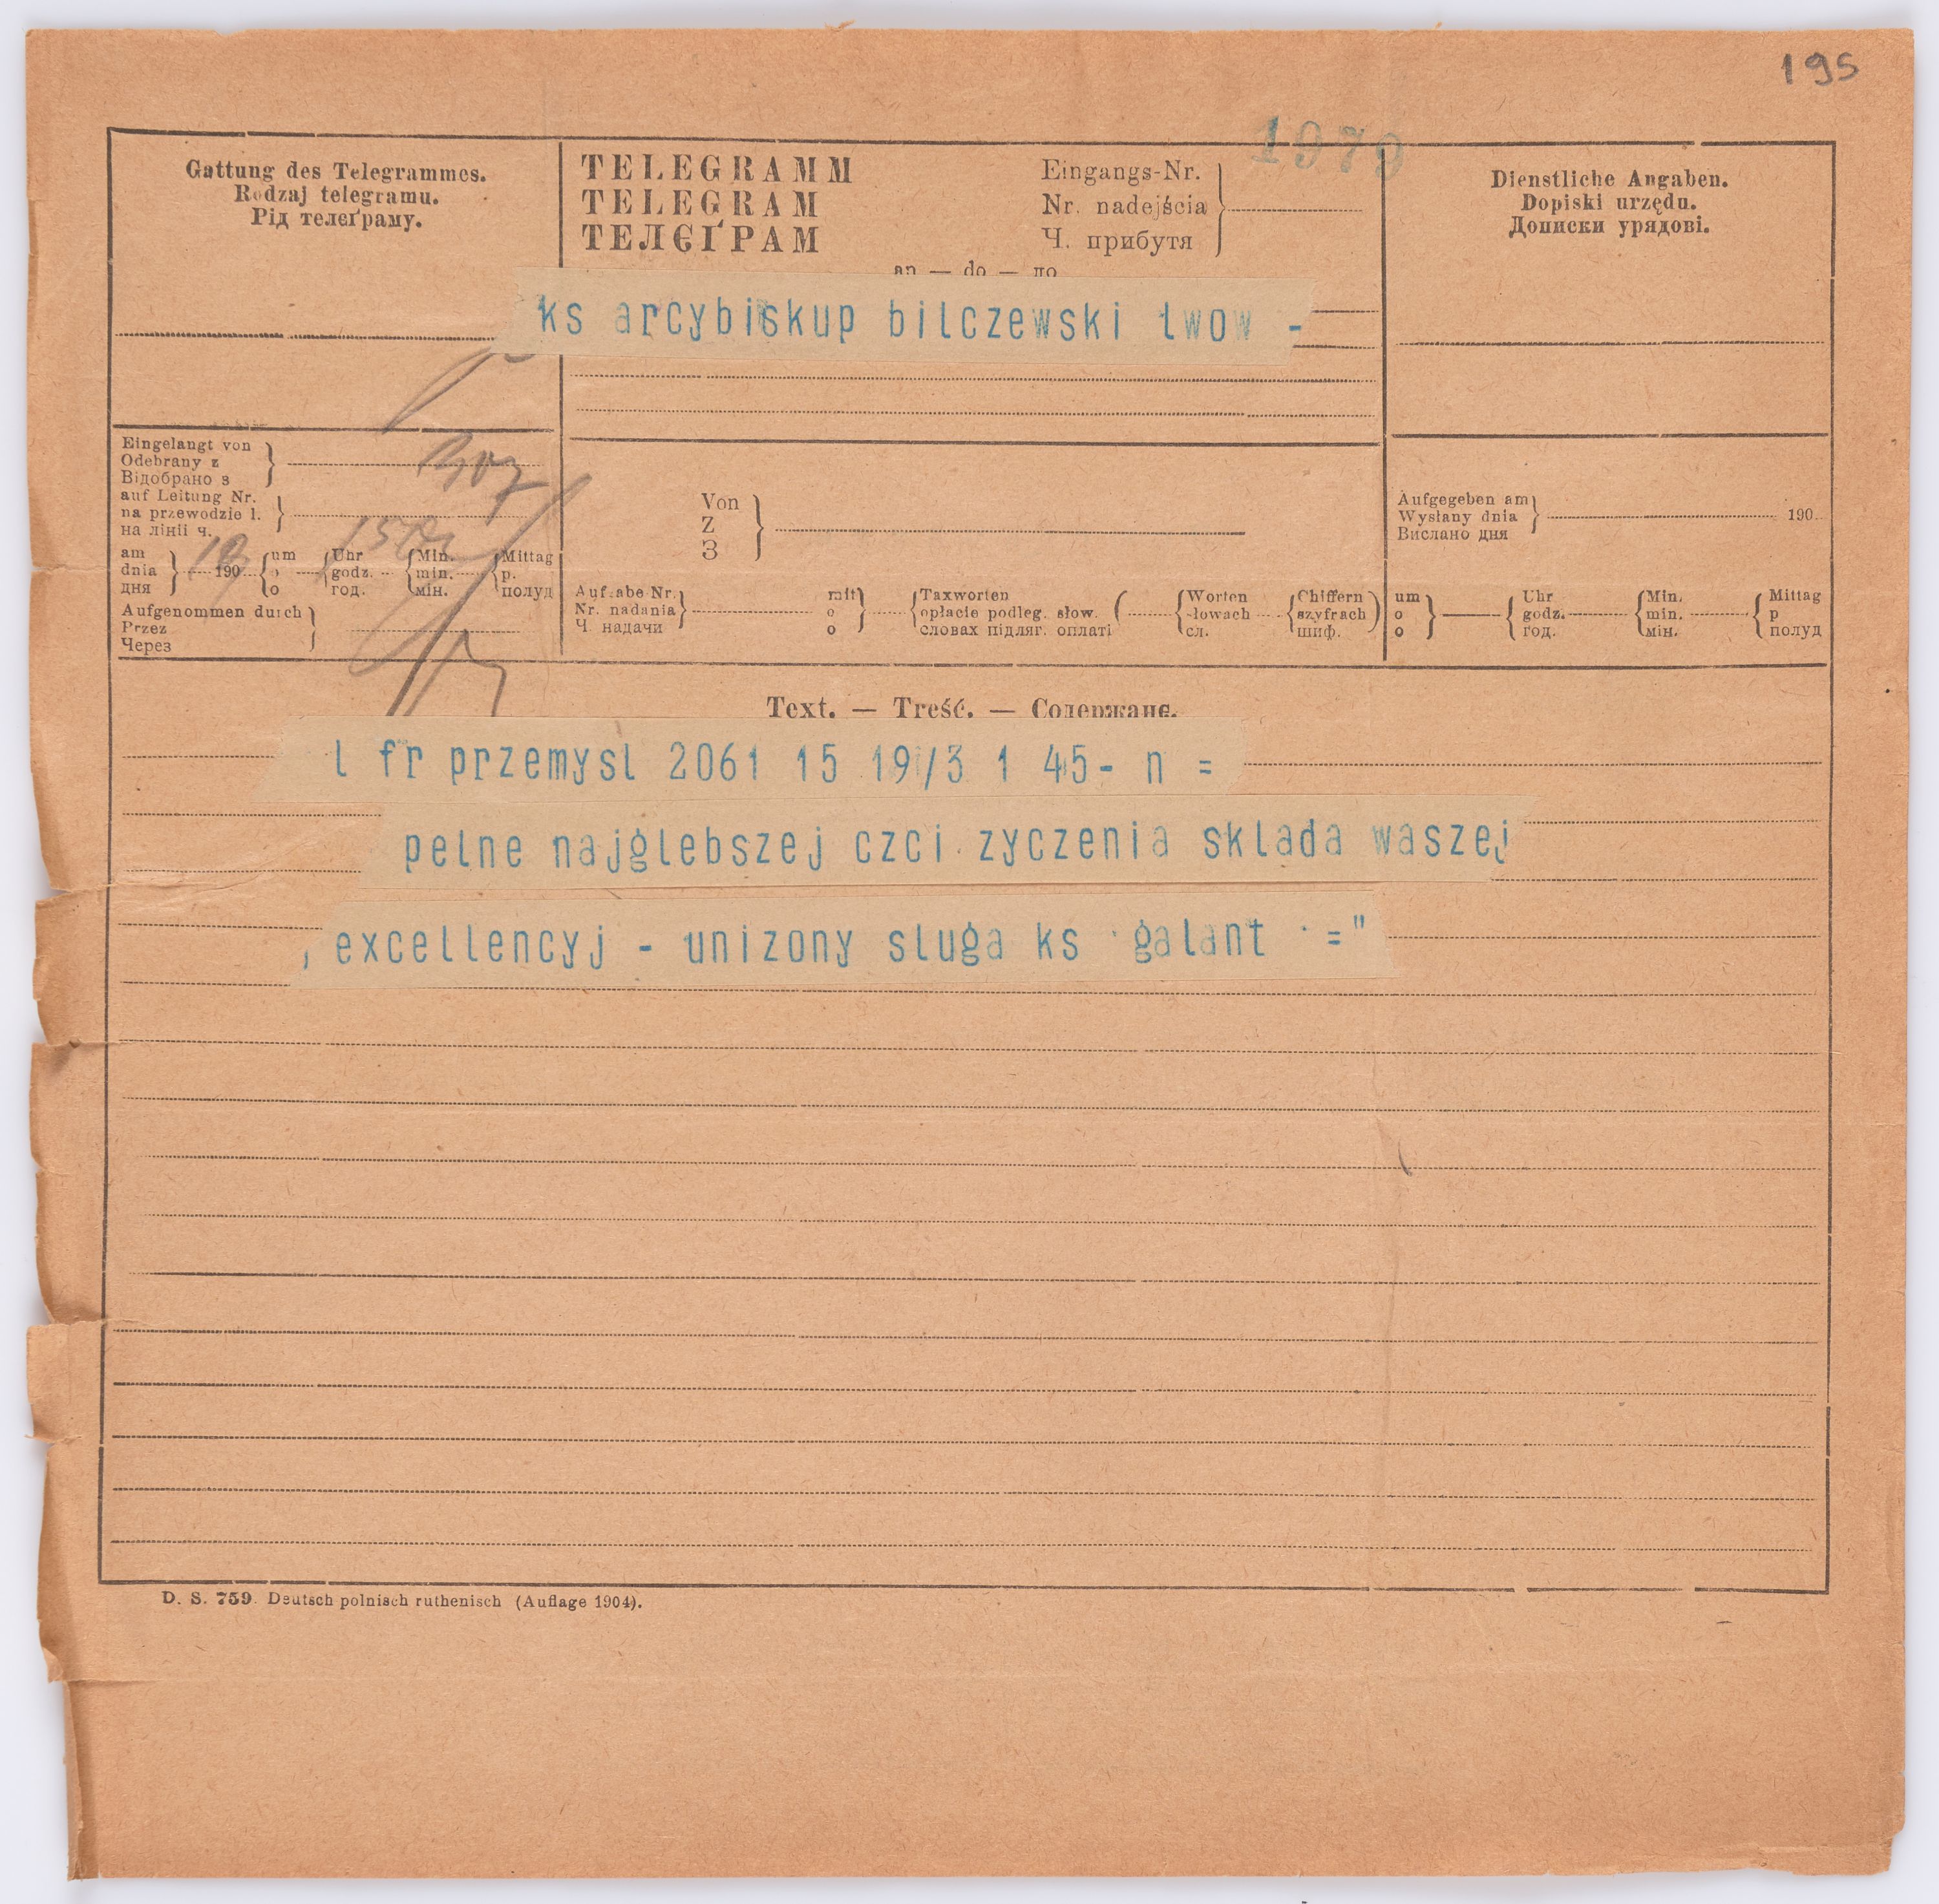 195
1979
Gattung des Telegrammes.
Rodzaj telegramu.
Рід телеґраму.
TELEGRAMM
TELEGRAM
ТЕЛЄҐРАМ
Eingangs-Nr.
Nr. nadejścia
Ч. прибутя
an — do — до
Dienstliche Angaben.
Dopiski urzędu.
Дописки урядові.
ks arcybiskup bilczewski lwow -
Eingelangt von
Odebrany z
Відобрано з
auf Leitung Nr.
na przewodzie l.
на лінії ч.
am um Uhr Min. Mittag
dnia 190 godz. min. p.
дня o год. мін. полуд
Aufgenommen durch
Przez
Через
Von
Z
З
Aufgabe Nr. mit Taxworten Worten Chiffern
Nr. nadania o opłacie podleg. słow. słowach szyfrach
Ч. надачи о словах підляг. оплаті сл. шиф.
Aufgegeben am
Wysłany dnia 190
Вислано дня
um Uhr Min. Mittag
o godz. min. p
о год. мін. полуд
Text. — Treść. — Содержанє.
l fr przemysl 2061 15 19/3 1 45- n =
pelne najglebszej czci zyczenia sklada waszej
, excellencyj - unizony sluga ks galant =”
D. S. 759. Deutsch polnisch ruthenisch (Auflage 1904).